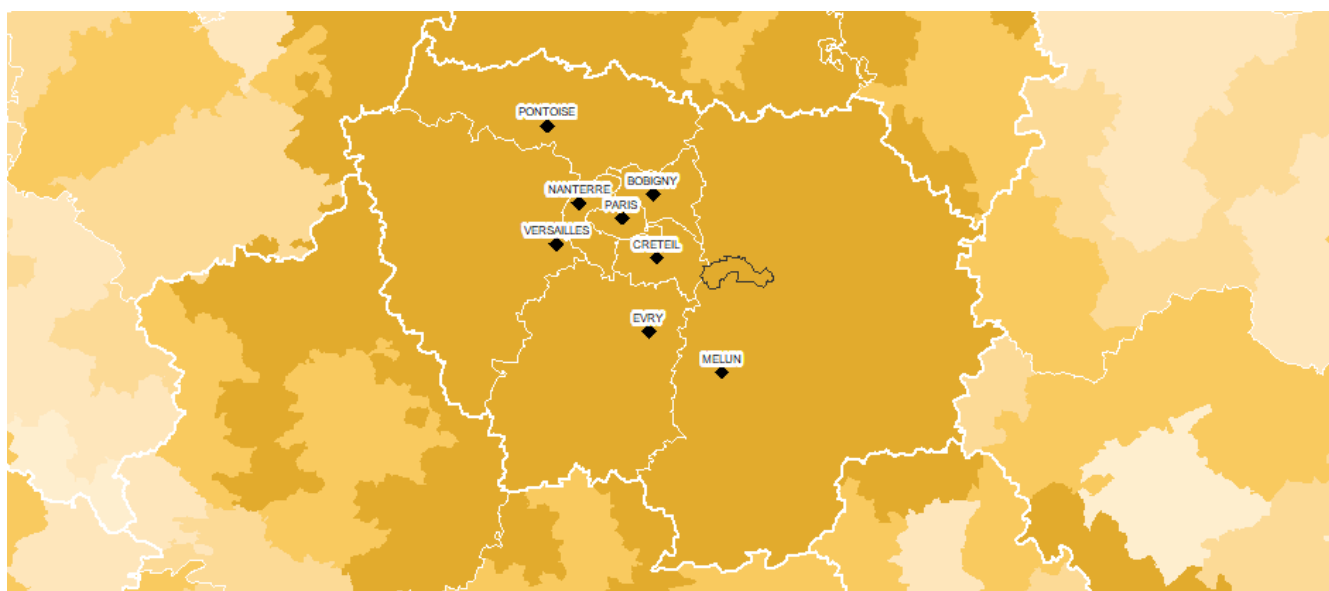 PONTOISE
BOBIGNY
NANTERRE
PARIS
VERSAILLES
CRETEIL
EVRY
MELUN